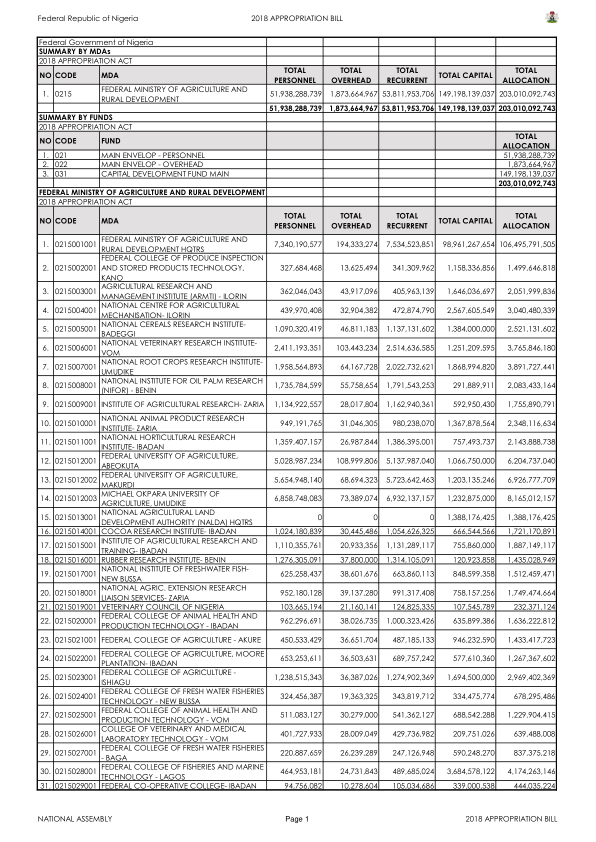 Federal Republic of Nigeria 2018 APPROPRIATION BILL
Federal Government of Nigeria
SUMMARY BY MDAs
2018 APPROPRIATION ACT
NO CODE MDA TOTAL PERSONNEL TOTAL OVERHEAD TOTAL RECURRENT TOTAL CAPITAL TOTAL ALLOCATION
1. 0215 FEDERAL MINISTRY OF AGRICULTURE AND RURAL DEVELOPMENT 51,938,288,739 1,873,664,967 53,811,953,706 149,198,139,037 203,010,092,743
51,938,288,739 1,873,664,967 53,811,953,706 149,198,139,037 203,010,092,743
SUMMARY BY FUNDS
2018 APPROPRIATION ACT
NO CODE FUND TOTAL ALLOCATION
1. 021 MAIN ENVELOP - PERSONNEL 51,938,288,739
2. 022 MAIN ENVELOP - OVERHEAD 1,873,664,967
3. 031 CAPITAL DEVELOPMENT FUND MAIN 149,198,139,037
203,010,092,743
FEDERAL MINISTRY OF AGRICULTURE AND RURAL DEVELOPMENT
2018 APPROPRIATION ACT
NO CODE MDA TOTAL PERSONNEL TOTAL OVERHEAD TOTAL RECURRENT TOTAL CAPITAL TOTAL ALLOCATION
1. 0215001001 FEDERAL MINISTRY OF AGRICULTURE AND RURAL DEVELOPMENT HQTRS 7,340,190,577 194,333,274 7,534,523,851 98,961,267,654 106,495,791,505
2. 0215002001 FEDERAL COLLEGE OF PRODUCE INSPECTION AND STORED PRODUCTS TECHNOLOGY, KANO 327,684,468 13,625,494 341,309,962 1,158,336,856 1,499,646,818
3. 0215003001 AGRICULTURAL RESEARCH AND MANAGEMENT INSTITUTE (ARMTI) - ILORIN 362,046,043 43,917,096 405,963,139 1,646,036,697 2,051,999,836
4. 0215004001 NATIONAL CENTRE FOR AGRICULTURAL MECHANISATION- ILORIN 439,970,408 32,904,382 472,874,790 2,567,605,549 3,040,480,339
5. 0215005001 NATIONAL CEREALS RESEARCH INSTITUTE- BADEGGI 1,090,320,419 46,811,183 1,137,131,602 1,384,000,000 2,521,131,602
6. 0215006001 NATIONAL VETERINARY RESEARCH INSTITUTE- VOM 2,411,193,351 103,443,234 2,514,636,585 1,251,209,595 3,765,846,180
7. 0215007001 NATIONAL ROOT CROPS RESEARCH INSTITUTE- UMUDIKE 1,958,564,893 64,167,728 2,022,732,621 1,868,994,820 3,891,727,441
8. 0215008001 NATIONAL INSTITUTE FOR OIL PALM RESEARCH (NIFOR) - BENIN 1,735,784,599 55,758,654 1,791,543,253 291,889,911 2,083,433,164
9. 0215009001 INSTITUTE OF AGRICULTURAL RESEARCH- ZARIA 1,134,922,557 28,017,804 1,162,940,361 592,950,430 1,755,890,791
10. 0215010001 NATIONAL ANIMAL PRODUCT RESEARCH INSTITUTE- ZARIA 949,191,765 31,046,305 980,238,070 1,367,878,564 2,348,116,634
11. 0215011001 NATIONAL HORTICULTURAL RESEARCH INSTITUTE- IBADAN 1,359,407,157 26,987,844 1,386,395,001 757,493,737 2,143,888,738
12. 0215012001 FEDERAL UNIVERSITY OF AGRICULTURE, ABEOKUTA 5,028,987,234 108,999,806 5,137,987,040 1,066,750,000 6,204,737,040
13. 0215012002 FEDERAL UNIVERSITY OF AGRICULTURE, MAKURDI 5,654,948,140 68,694,323 5,723,642,463 1,203,135,246 6,926,777,709
14. 0215012003 MICHAEL OKPARA UNIVERSITY OF AGRICULTURE, UMUDIKE 6,858,748,083 73,389,074 6,932,137,157 1,232,875,000 8,165,012,157
15. 0215013001 NATIONAL AGRICULTURAL LAND DEVELOPMENT AUTHORITY (NALDA) HQTRS 0 0 0 1,388,176,425 1,388,176,425
16. 0215014001 COCOA RESEARCH INSTITUTE- IBADAN 1,024,180,839 30,445,486 1,054,626,325 666,544,566 1,721,170,891
17. 0215015001 INSTITUTE OF AGRICULTURAL RESEARCH AND TRAINING- IBADAN 1,110,355,761 20,933,356 1,131,289,117 755,860,000 1,887,149,117
18. 0215016001 RUBBER RESEARCH INSTITUTE- BENIN 1,276,305,091 37,800,000 1,314,105,091 120,923,858 1,435,028,949
19. 0215017001 NATIONAL INSTITUTE OF FRESHWATER FISH- NEW BUSSA 625,258,437 38,601,676 663,860,113 848,599,358 1,512,459,471
20. 0215018001 NATIONAL AGRIC. EXTENSION RESEARCH LIAISON SERVICES- ZARIA 952,180,128 39,137,280 991,317,408 758,157,256 1,749,474,664
21. 0215019001 VETERINARY COUNCIL OF NIGERIA 103,665,194 21,160,141 124,825,335 107,545,789 232,371,124
22. 0215020001 FEDERAL COLLEGE OF ANIMAL HEALTH AND PRODUCTION TECHNOLOGY - IBADAN 962,296,691 38,026,735 1,000,323,426 635,899,386 1,636,222,812
23. 0215021001 FEDERAL COLLEGE OF AGRICULTURE - AKURE 450,533,429 36,651,704 487,185,133 946,232,590 1,433,417,723
24. 0215022001 FEDERAL COLLEGE OF AGRICULTURE, MOORE PLANTATION- IBADAN 653,253,611 36,503,631 689,757,242 577,610,360 1,267,367,602
25. 0215023001 FEDERAL COLLEGE OF AGRICULTURE - ISHIAGU 1,238,515,343 36,387,026 1,274,902,369 1,694,500,000 2,969,402,369
26. 0215024001 FEDERAL COLLEGE OF FRESH WATER FISHERIES TECHNOLOGY - NEW BUSSA 324,456,387 19,363,325 343,819,712 334,475,774 678,295,486
27. 0215025001 FEDERAL COLLEGE OF ANIMAL HEALTH AND PRODUCTION TECHNOLOGY - VOM 511,083,127 30,279,000 541,362,127 688,542,288 1,229,904,415
28. 0215026001 COLLEGE OF VETERINARY AND MEDICAL LABORATORY TECHNOLOGY - VOM 401,727,933 28,009,049 429,736,982 209,751,026 639,488,008
29. 0215027001 FEDERAL COLLEGE OF FRESH WATER FISHERIES - BAGA 220,887,659 26,239,289 247,126,948 590,248,270 837,375,218
30. 0215028001 FEDERAL COLLEGE OF FISHERIES AND MARINE TECHNOLOGY - LAGOS 464,953,181 24,731,843 489,685,024 3,684,578,122 4,174,263,146
31. 0215029001 FEDERAL CO-OPERATIVE COLLEGE- IBADAN 94,756,082 10,278,604 105,034,686 339,000,538 444,035,224
NATIONAL ASSEMBLY Page 1 2018 APPROPRIATION BILL